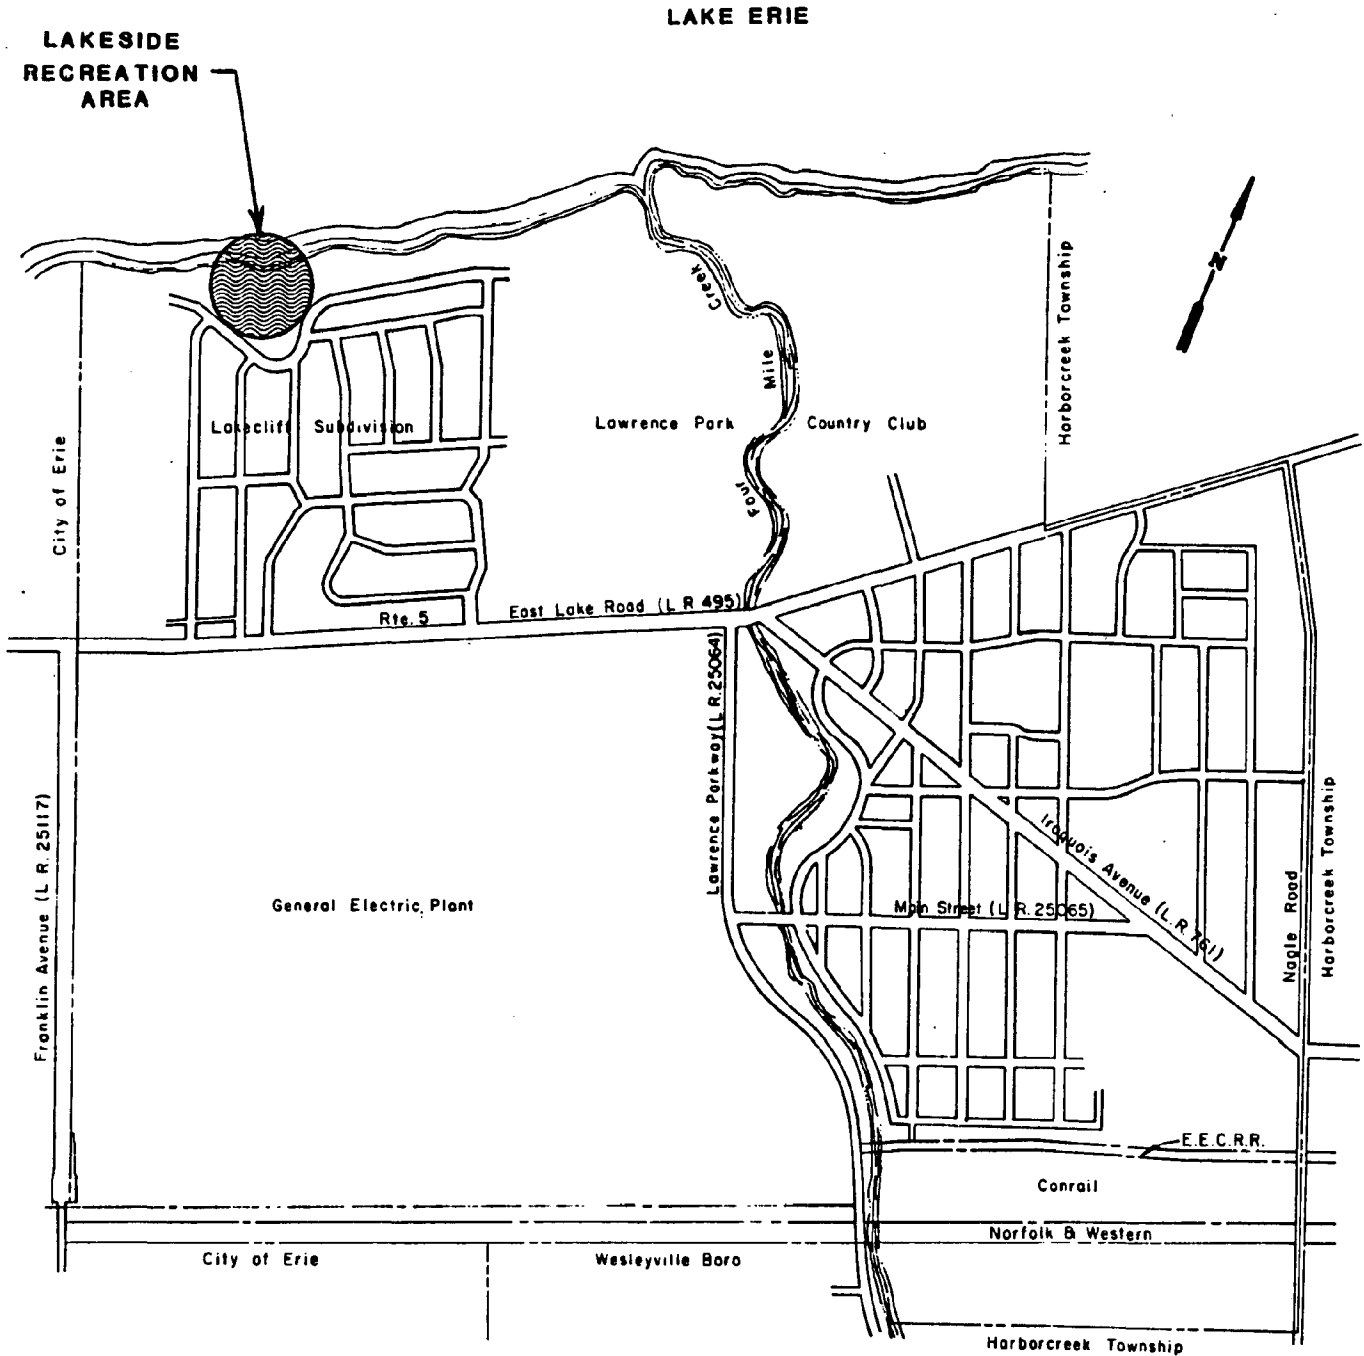 LAKE ERIE
LAKESIDE
RECREATION
AREA
N
Harborcreek Township
Creek
Mile
Four
City of Erie
Lakecliff Subdivision
Lawrence Park Country Club
Rte. 5
East Lake Road (L R 495)
Lawrence Parkway (L R. 25064)
Franklin Avenue (L R. 25117)
General Electric Plant
Main Street (L R. 25065)
Iroquois Avenue (L.R. 761)
Nagle Road
Harborcreek Township
E.E.C.R.R.
Conrail
Norfolk & Western
City of Erie
Wesleyville Boro
Harborcreek Township